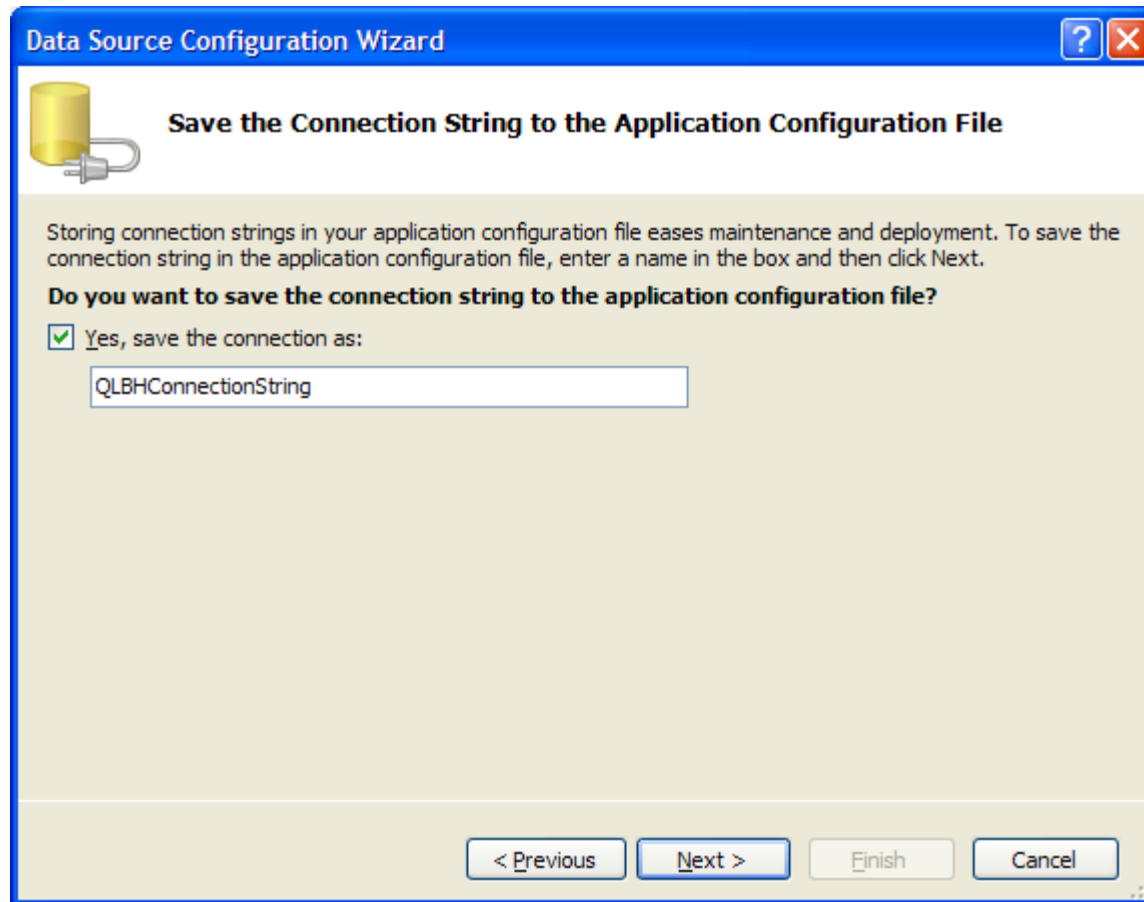 Data Source Configuration Wizard
Save the Connection String to the Application Configuration File
Storing connection strings in your application configuration file eases maintenance and deployment. To save the
connection string in the application configuration file, enter a name in the box and then click Next.
Do you want to save the connection string to the application configuration file?
Yes, save the connection as:
QLBHConnectionString
< Previous Next > Finish Cancel